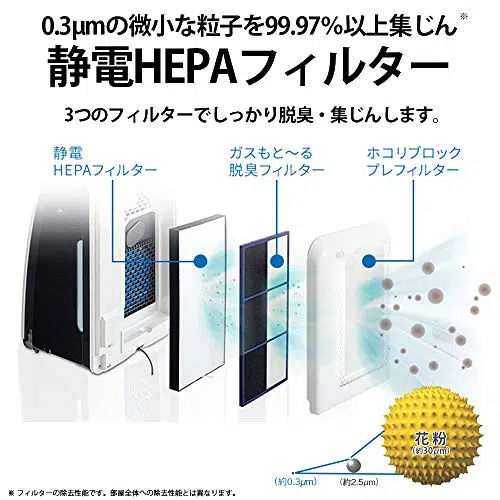 0.3μmの微小な粒子を99.97%以上集じん※
静電HEPAフィルター
3つのフィルターでしっかり脱臭・集じんします。
静電
HEPAフィルター
ガスもと〜る
脱臭フィルター
ホコリブロック
プレフィルター
花粉
(約30μm)
(約0.3μm)
(約2.5μm)
※ フィルターの除去性能です。部屋全体への除去性能とは異なります。